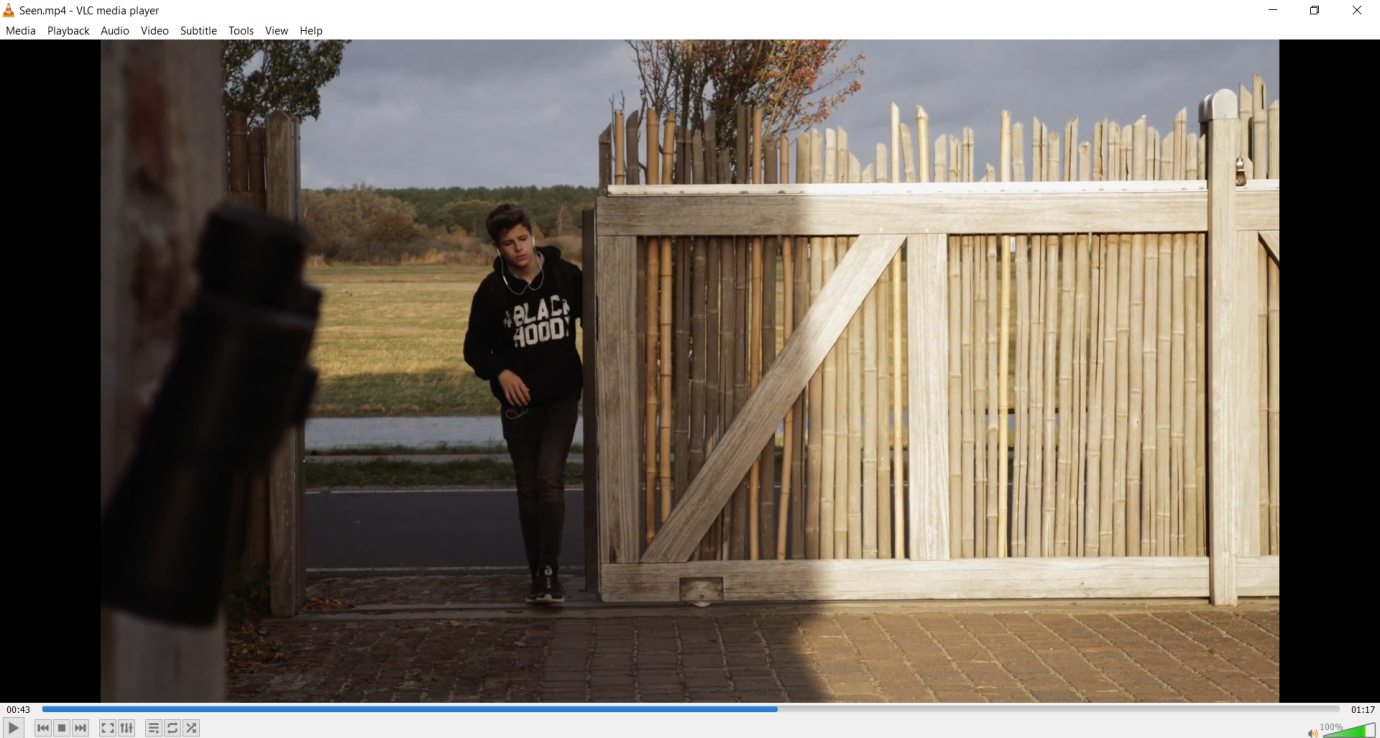 Seen.mp4 - VLC media player
Media Playback Audio Video Subtitle Tools View Help
#BLACK
HOODY
00:43
01:17
100%